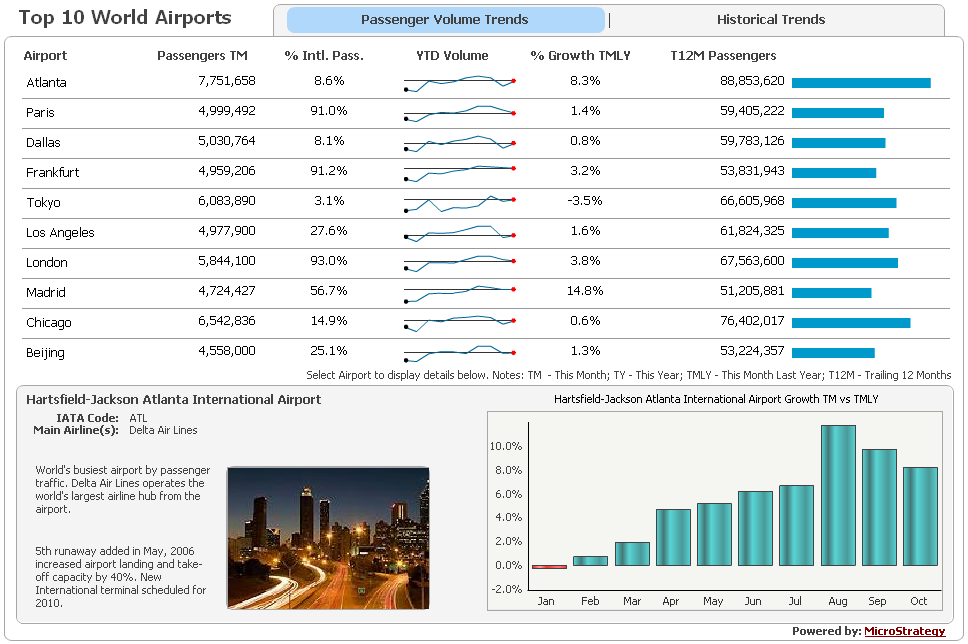 Top 10 World Airports
Passenger Volume Trends | Historical Trends
Airport Passengers TM % Intl. Pass. YTD Volume % Growth TMLY T12M Passengers
Atlanta 7,751,658 8.6% 8.3% 88,853,620
Paris 4,999,492 91.0% 1.4% 59,405,222
Dallas 5,030,764 8.1% 0.8% 59,783,126
Frankfurt 4,959,206 91.2% 3.2% 53,831,943
Tokyo 6,083,890 3.1% -3.5% 66,605,968
Los Angeles 4,977,900 27.6% 1.6% 61,824,325
London 5,844,100 93.0% 3.8% 67,563,600
Madrid 4,724,427 56.7% 14.8% 51,205,881
Chicago 6,542,836 14.9% 0.6% 76,402,017
Beijing 4,558,000 25.1% 1.3% 53,224,357
Select Airport to display details below. Notes: TM - This Month; TY - This Year; TMLY - This Month Last Year; T12M - Trailing 12 Months
Hartsfield-Jackson Atlanta International Airport
IATA Code: ATL
Main Airline(s): Delta Air Lines
World's busiest airport by passenger
traffic. Delta Air Lines operates the
world's largest airline hub from the
airport.
5th runaway added in May, 2006
increased airport landing and take-
off capacity by 40%. New
International terminal scheduled for
2010.
Hartsfield-Jackson Atlanta International Airport Growth TM vs TMLY
10.0%
8.0%
6.0%
4.0%
2.0%
0.0%
-2.0%
Jan Feb Mar Apr May Jun Jul Aug Sep Oct
Powered by: MicroStrategy